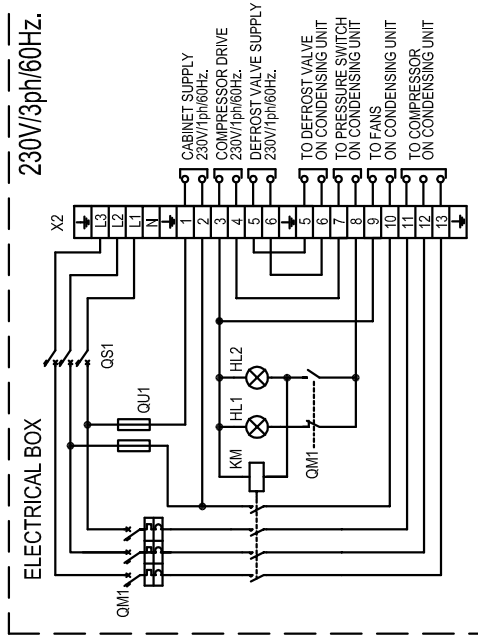 ELECTRICAL BOX
230V/3ph/60Hz.
QM1
QS1
QU1
KM
HL1
HL2
QM1
X2
L3
L2
L1
N
1
2
3
4
5
6
5
6
7
8
9
10
11
12
13
CABINET SUPPLY
230V/1ph/60Hz.
COMPRESSOR DRIVE
230V/1ph/60Hz.
DEFROST VALVE SUPPLY
230V/1ph/60Hz.
TO DEFROST VALVE
ON CONDENSING UNIT
TO PRESSURE SWITCH
ON CONDENSING UNIT
TO FANS
ON CONDENSING UNIT
TO COMPRESSOR
ON CONDENSING UNIT